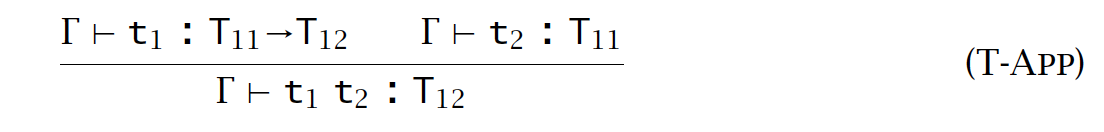 Γ ⊢ t₁ : T₁₁→T₁₂    Γ ⊢ t₂ : T₁₁
(T-APP)
Γ ⊢ t₁ t₂ : T₁₂